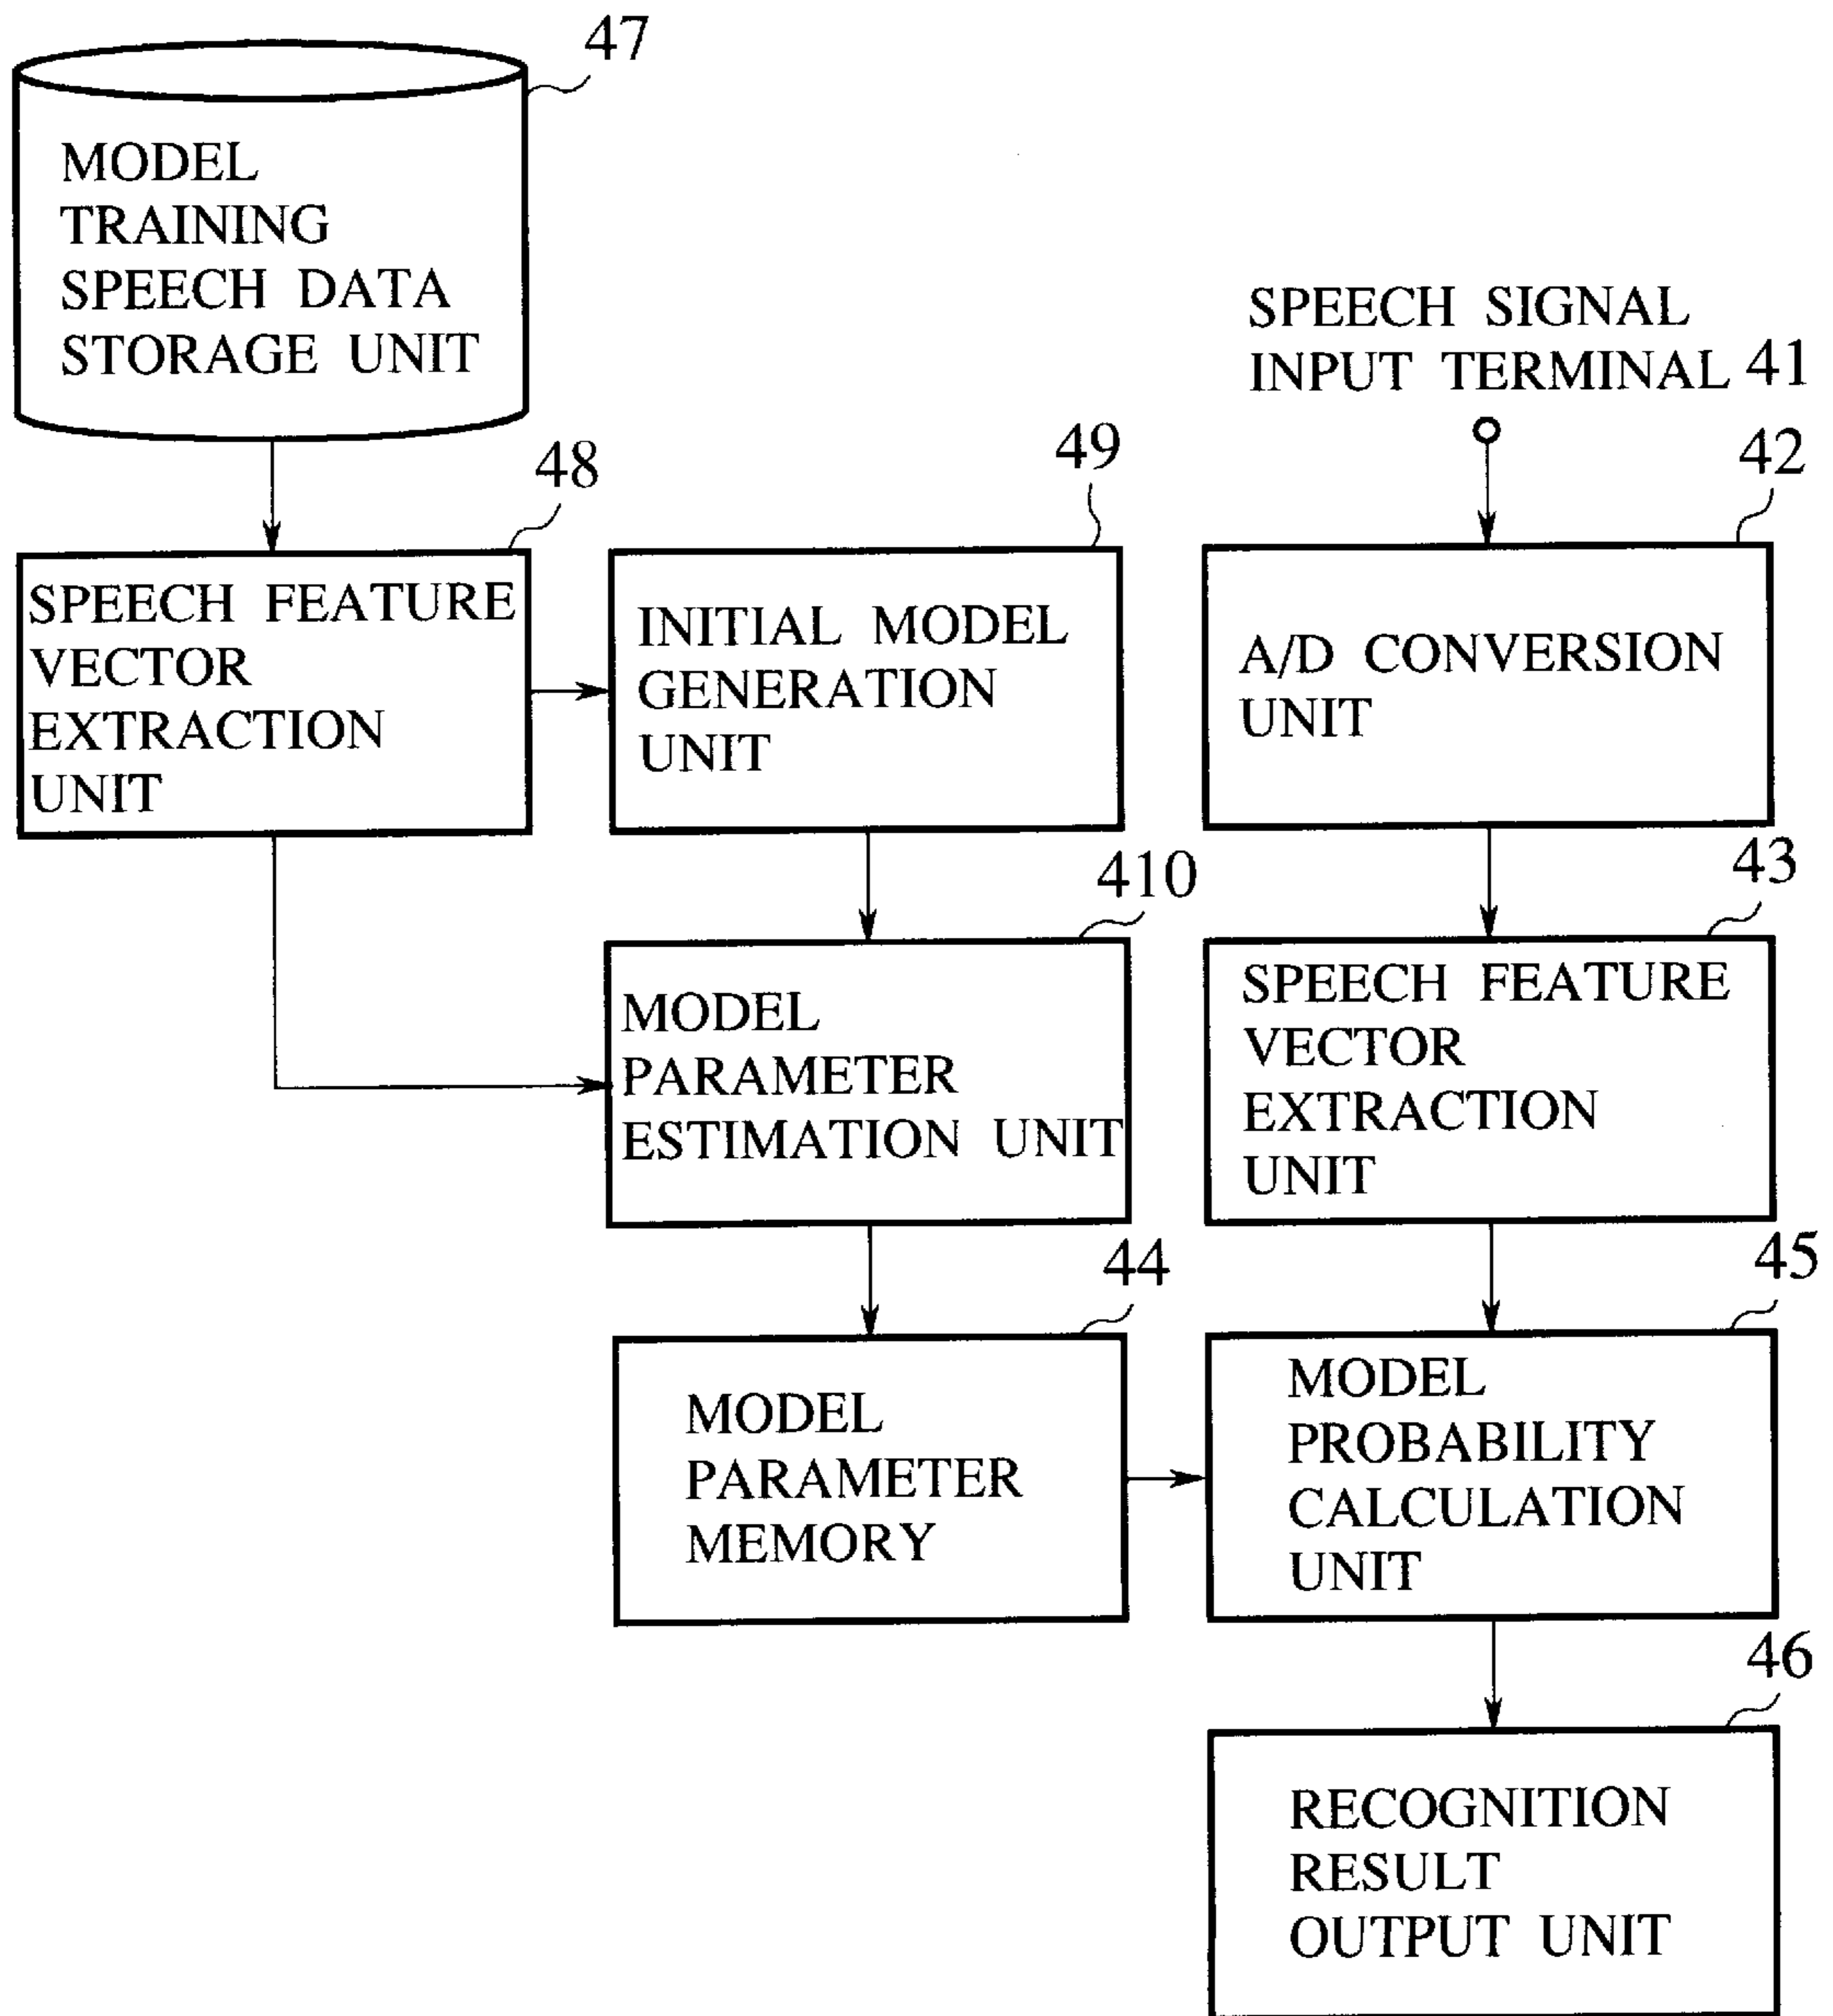 47
MODEL
TRAINING
SPEECH DATA
STORAGE UNIT
SPEECH SIGNAL
INPUT TERMINAL 41
48
SPEECH FEATURE
VECTOR
EXTRACTION
UNIT
49
INITIAL MODEL
GENERATION
UNIT
42
A/D CONVERSION
UNIT
410
MODEL
PARAMETER
ESTIMATION UNIT
43
SPEECH FEATURE
VECTOR
EXTRACTION
UNIT
44
MODEL
PARAMETER
MEMORY
45
MODEL
PROBABILITY
CALCULATION
UNIT
46
RECOGNITION
RESULT
OUTPUT UNIT